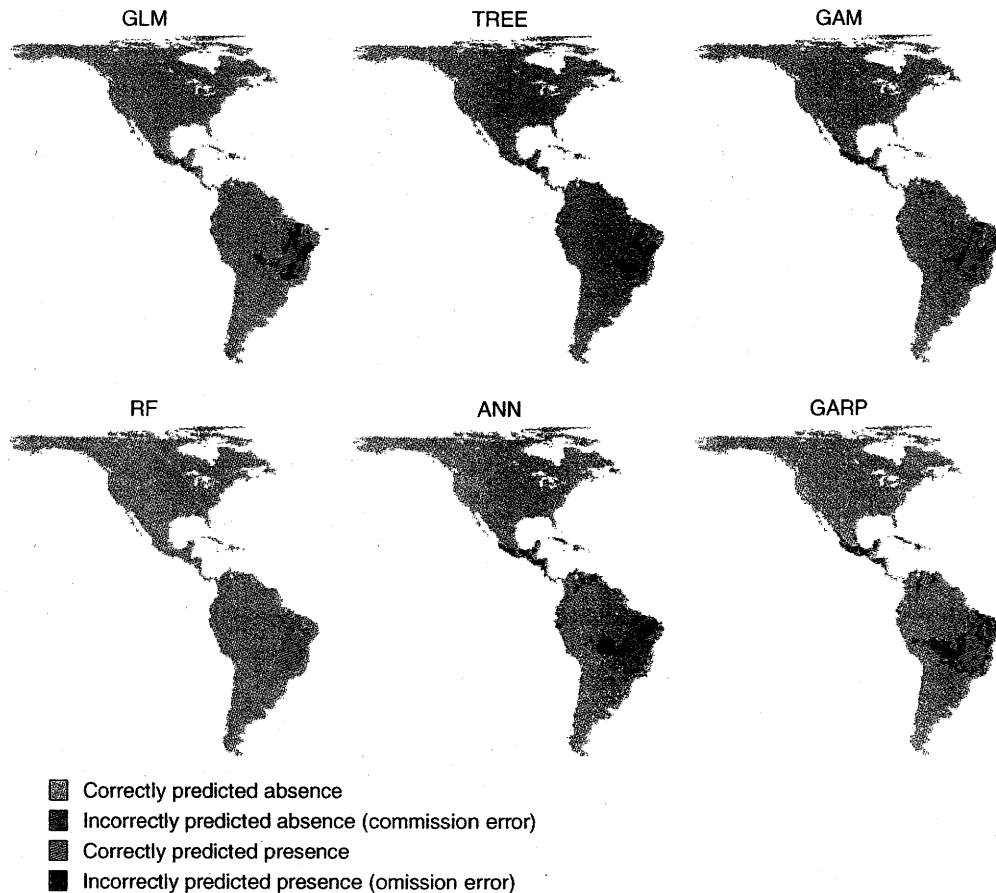 GLM
TREE
GAM
RF
ANN
GARP
Correctly predicted absence
Incorrectly predicted absence (commission error)
Correctly predicted presence
Incorrectly predicted presence (omission error)